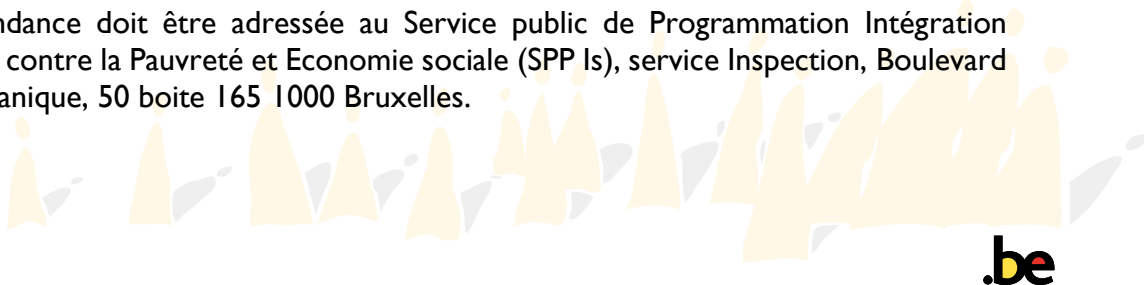 ndance doit être adressée au Service public de Programmation Intégration
contre la Pauvreté et Economie sociale (SPP Is), service Inspection, Boulevard
anique, 50 boite 165 1000 Bruxelles.
.be